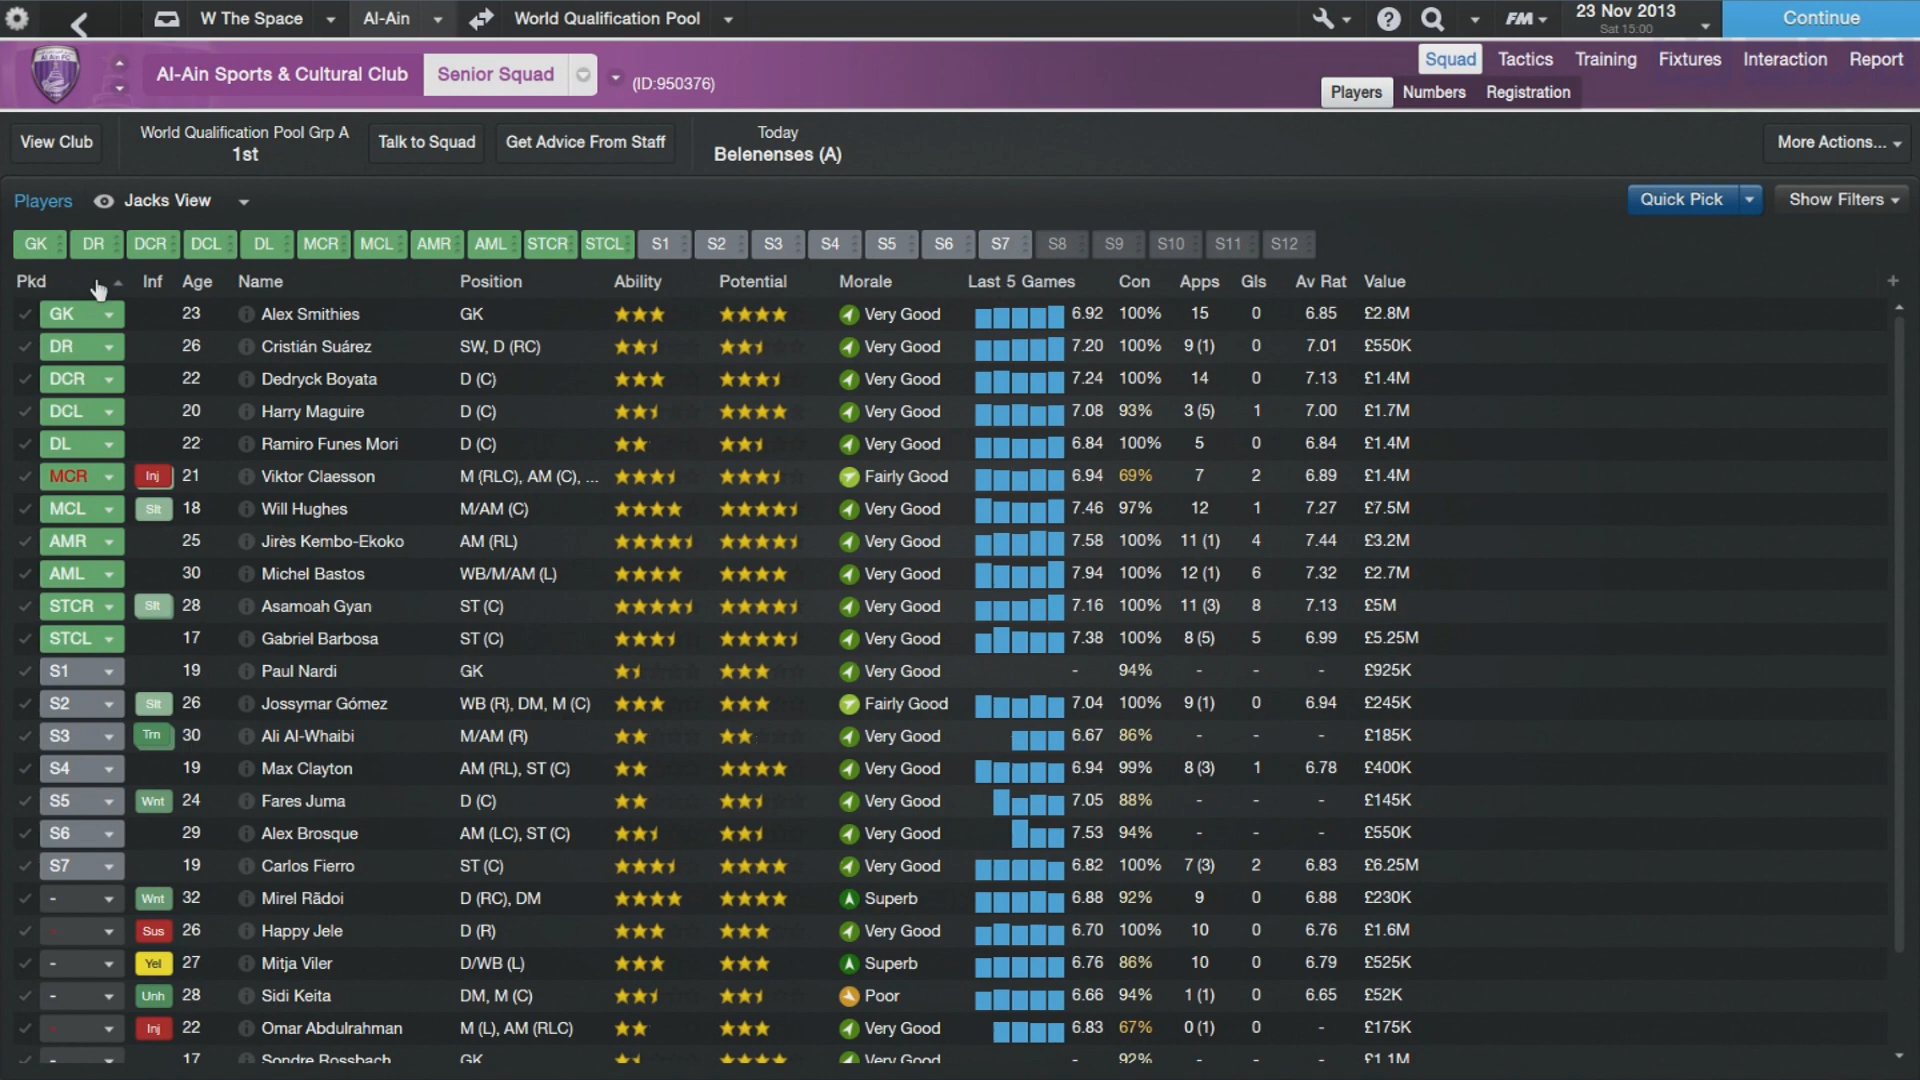 W The Space Al-Ain World Qualification Pool FM 23 Nov 2013 Sat 15:00 Continue
Al-Ain Sports & Cultural Club Senior Squad (ID:950376) Squad Tactics Training Fixtures Interaction Report
Players Numbers Registration
View Club World Qualification Pool Grp A 1st Talk to Squad Get Advice From Staff Today Belenenses (A) More Actions...
Players Jacks View Quick Pick Show Filters
GK DR DCR DCL DL MCR MCL AMR AML STCR STCL S1 S2 S3 S4 S5 S6 S7 S8 S9 S10 S11 S12
Pkd Inf Age Name Position Ability Potential Morale Last 5 Games Con Apps Gls Av Rat Value
GK 23 Alex Smithies GK Very Good 6.92 100% 15 0 6.85 £2.8M
DR 26 Cristián Suárez SW, D (RC) Very Good 7.20 100% 9 (1) 0 7.01 £550K
DCR 22 Dedryck Boyata D (C) Very Good 7.24 100% 14 0 7.13 £1.4M
DCL 20 Harry Maguire D (C) Very Good 7.08 93% 3 (5) 1 7.00 £1.7M
DL 22 Ramiro Funes Mori D (C) Very Good 6.84 100% 5 0 6.84 £1.4M
MCR Inj 21 Viktor Claesson M (RLC), AM (C), ... Fairly Good 6.94 69% 7 2 6.89 £1.4M
MCL Slt 18 Will Hughes M/AM (C) Very Good 7.46 97% 12 1 7.27 £7.5M
AMR 25 Jirès Kembo-Ekoko AM (RL) Very Good 7.58 100% 11 (1) 4 7.44 £3.2M
AML 30 Michel Bastos WB/M/AM (L) Very Good 7.94 100% 12 (1) 6 7.32 £2.7M
STCR Slt 28 Asamoah Gyan ST (C) Very Good 7.16 100% 11 (3) 8 7.13 £5M
STCL 17 Gabriel Barbosa ST (C) Very Good 7.38 100% 8 (5) 5 6.99 £5.25M
S1 19 Paul Nardi GK Very Good - 94% - - - £925K
S2 Slt 26 Jossymar Gómez WB (R), DM, M (C) Fairly Good 7.04 100% 9 (1) 0 6.94 £245K
S3 Trn 30 Ali Al-Whaibi M/AM (R) Very Good 6.67 86% - - - £185K
S4 19 Max Clayton AM (RL), ST (C) Very Good 6.94 99% 8 (3) 1 6.78 £400K
S5 Wnt 24 Fares Juma D (C) Very Good 7.05 88% - - - £145K
S6 29 Alex Brosque AM (LC), ST (C) Very Good 7.53 94% - - - £550K
S7 19 Carlos Fierro ST (C) Very Good 6.82 100% 7 (3) 2 6.83 £6.25M
- Wnt 32 Mirel Rădoi D (RC), DM Superb 6.88 92% 9 0 6.88 £230K
- Sus 26 Happy Jele D (R) Very Good 6.70 100% 10 0 6.76 £1.6M
- Yel 27 Mitja Viler D/WB (L) Superb 6.76 86% 10 0 6.79 £525K
- Unh 28 Sidi Keita DM, M (C) Poor 6.66 94% 1 (1) 0 6.65 £52K
- Inj 22 Omar Abdulrahman M (L), AM (RLC) Very Good 6.83 67% 0 (1) 0 - £175K
- 17 Sondre Rossbach GK Very Good - 92% - - - £1.1M